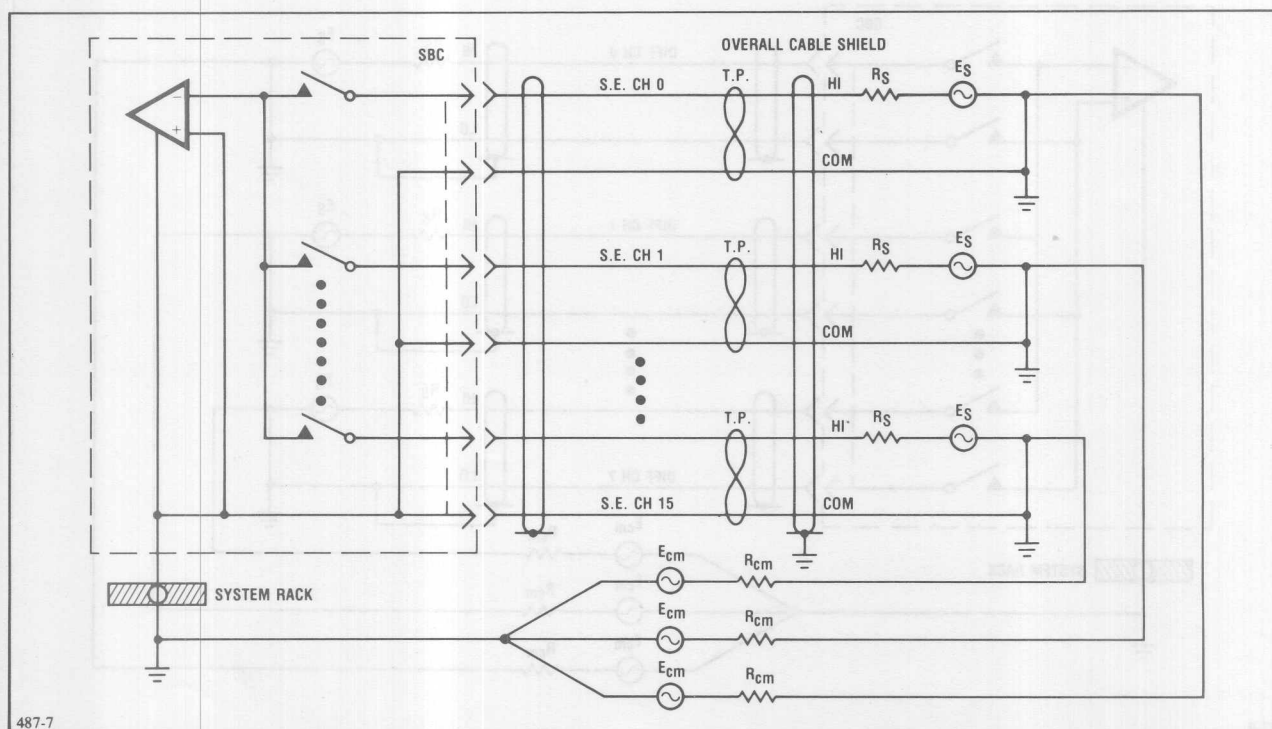 SBC
OVERALL CABLE SHIELD
S.E. CH 0
T.P.
HI
RS
ES
COM
S.E. CH 1
T.P.
HI
RS
ES
COM
T.P.
HI
RS
ES
S.E. CH 15
COM
Ecm
Rcm
SYSTEM RACK
Ecm
Rcm
Ecm
Rcm
487-7